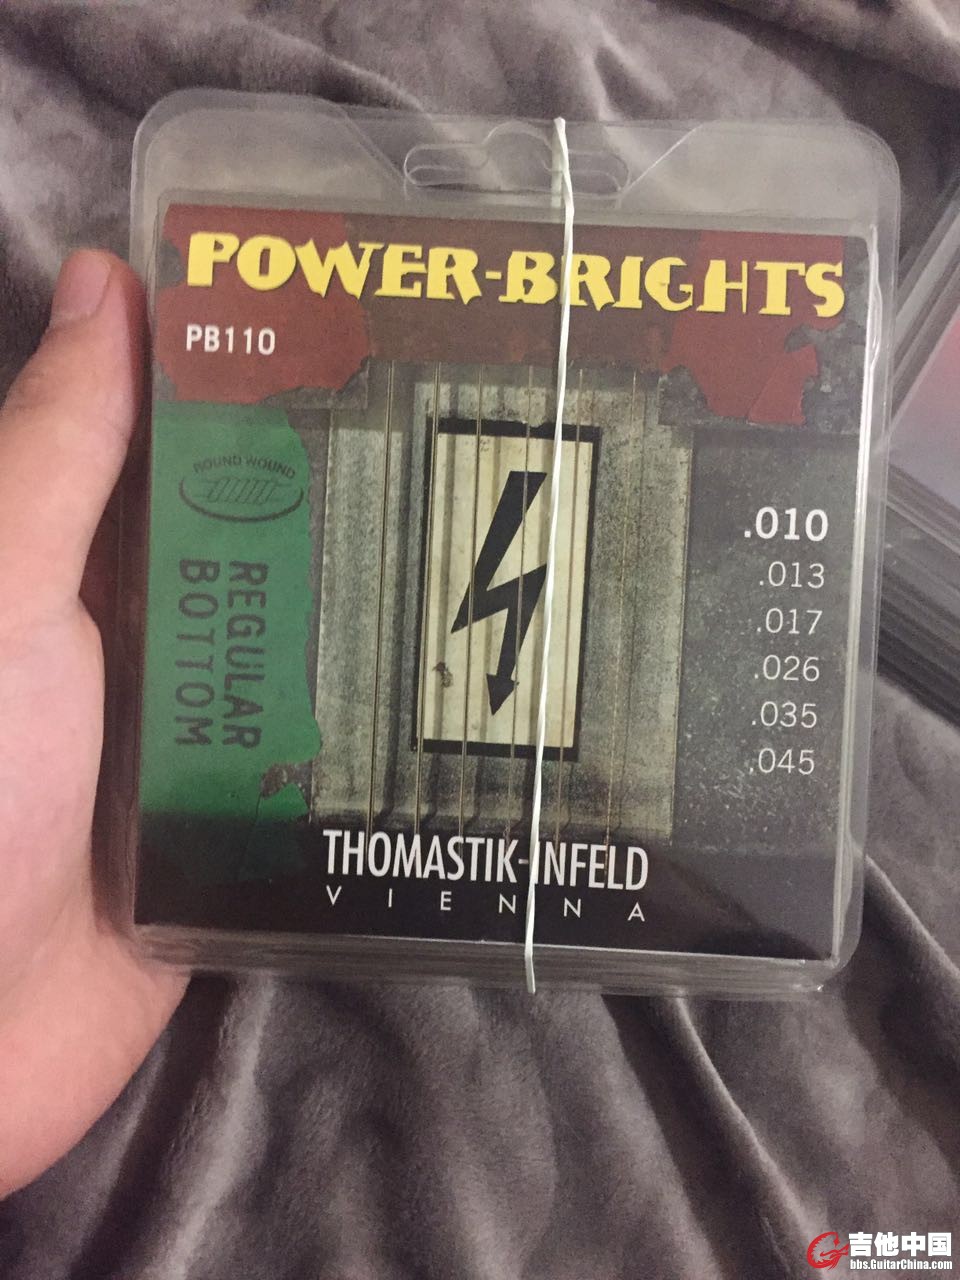 POWER-BRIGHTS
PB110
ROUND WOUND
REGULAR
BOTTOM
.010
.013
.017
.026
.035
.045
THOMASTIK-INFELD
VIENNA
吉他中国
bbs.GuitarChina.com